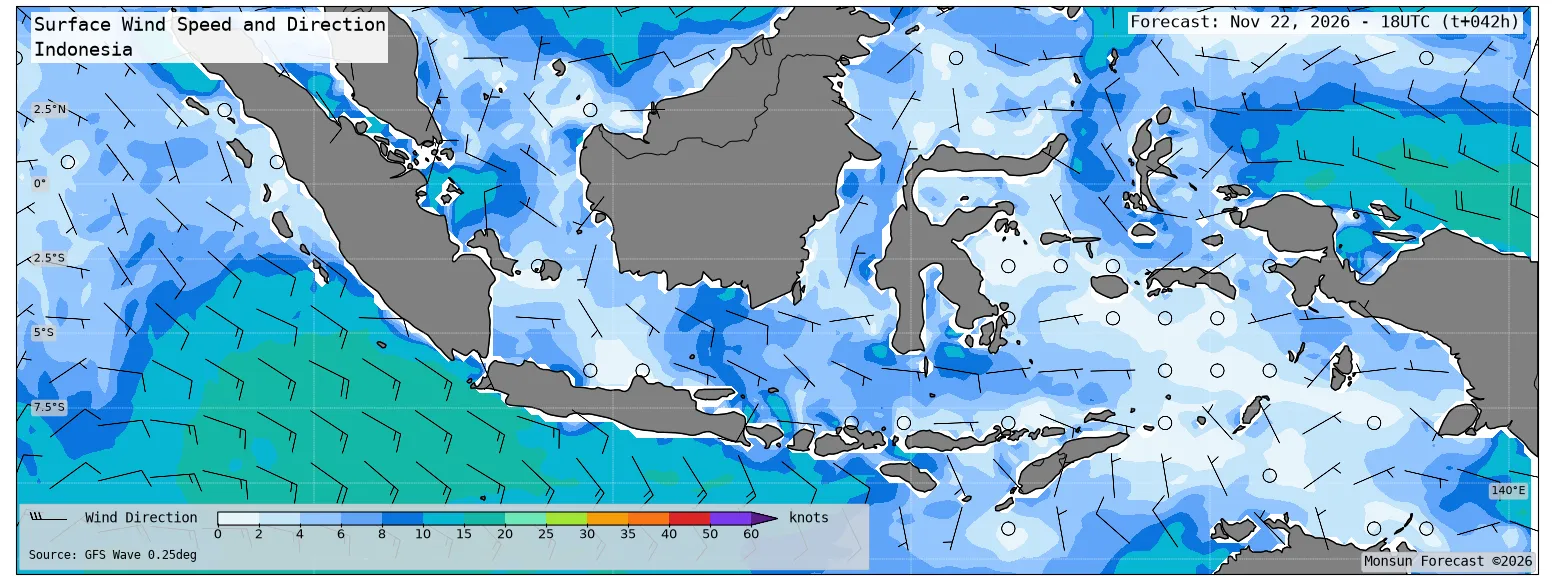 Surface Wind Speed and Direction
Indonesia
Forecast: Nov 22, 2026 - 18UTC (t+042h)
2.5°N
0°
2.5°S
5°S
7.5°S
140°E
Wind Direction
knots
0 2 4 6 8 10 15 20 25 30 35 40 50 60
Source: GFS Wave 0.25deg
Monsun Forecast ©2026